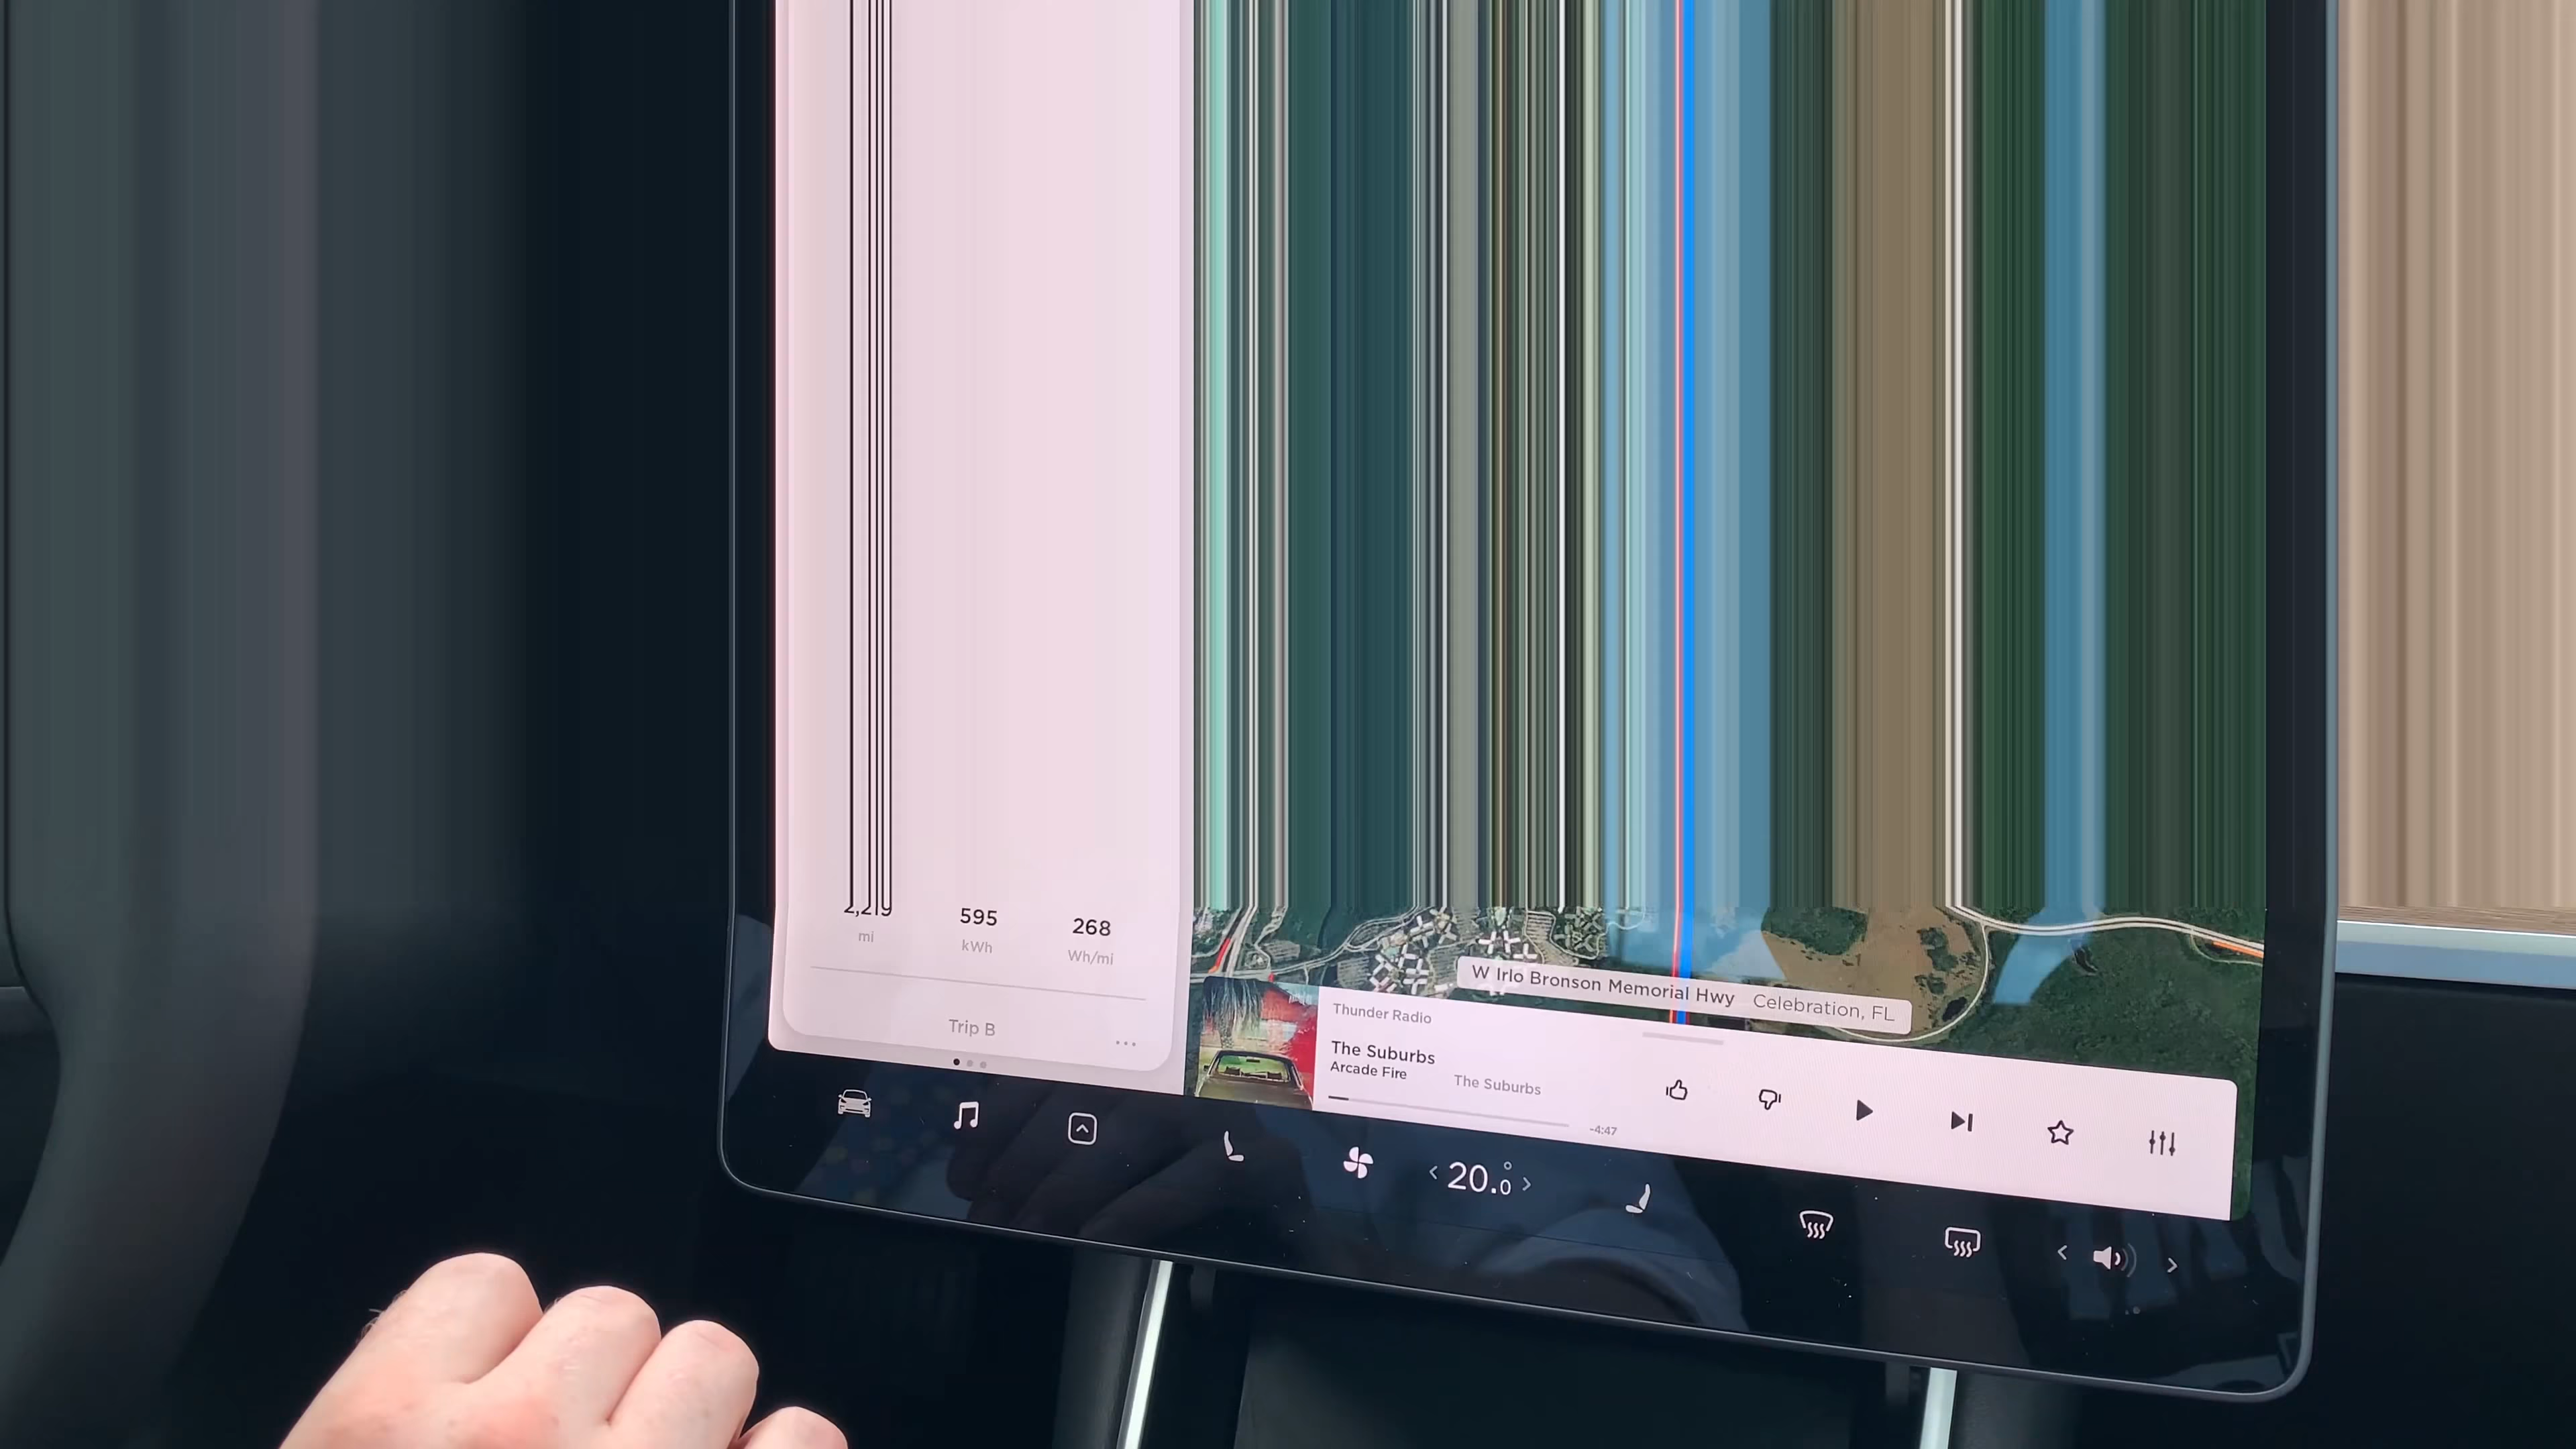 2,219 595 268
mi kWh Wh/mi
Trip B
W Irlo Bronson Memorial Hwy Celebration, FL
Thunder Radio
The Suburbs
Arcade Fire The Suburbs
-4:47
20.0°